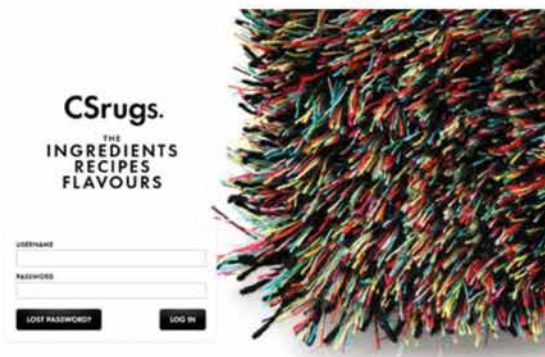 CSrugs.
THE
INGREDIENTS
RECIPES
FLAVOURS
USERNAME
PASSWORD
LOST PASSWORD? LOG IN